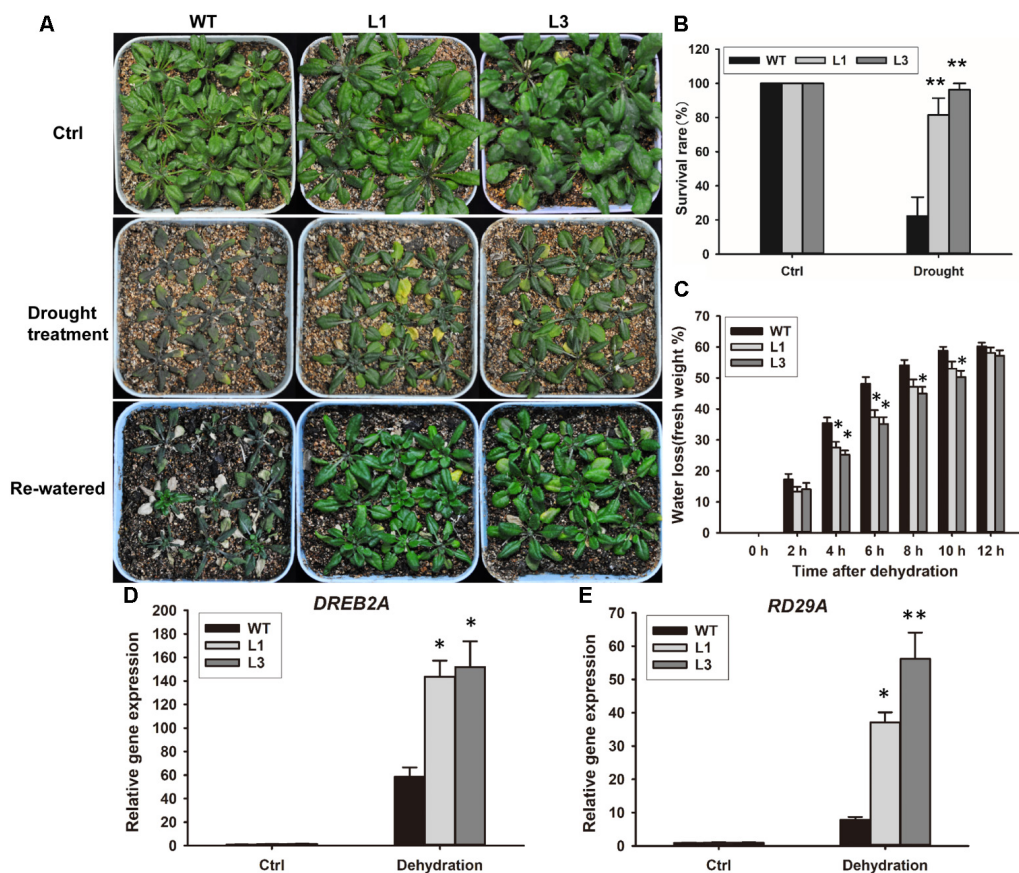 A
WT
L1
L3
Ctrl
Drought
treatment
Re-watered
B
Survival rare(%)
120
100
80
60
40
20
0
WT
L1
L3
**
**
Ctrl
Drought
C
Water loss(fresh weight %)
70
60
50
40
30
20
10
0
WT
L1
L3
*
*
*
*
*
*
0 h
2 h
4 h
6 h
8 h
10 h
12 h
Time after dehydration
D
DREB2A
Relative gene expression
200
180
160
140
120
100
80
60
40
20
0
WT
L1
L3
*
*
Ctrl
Dehydration
E
RD29A
Relative gene expression
70
60
50
40
30
20
10
0
WT
L1
L3
*
**
Ctrl
Dehydration